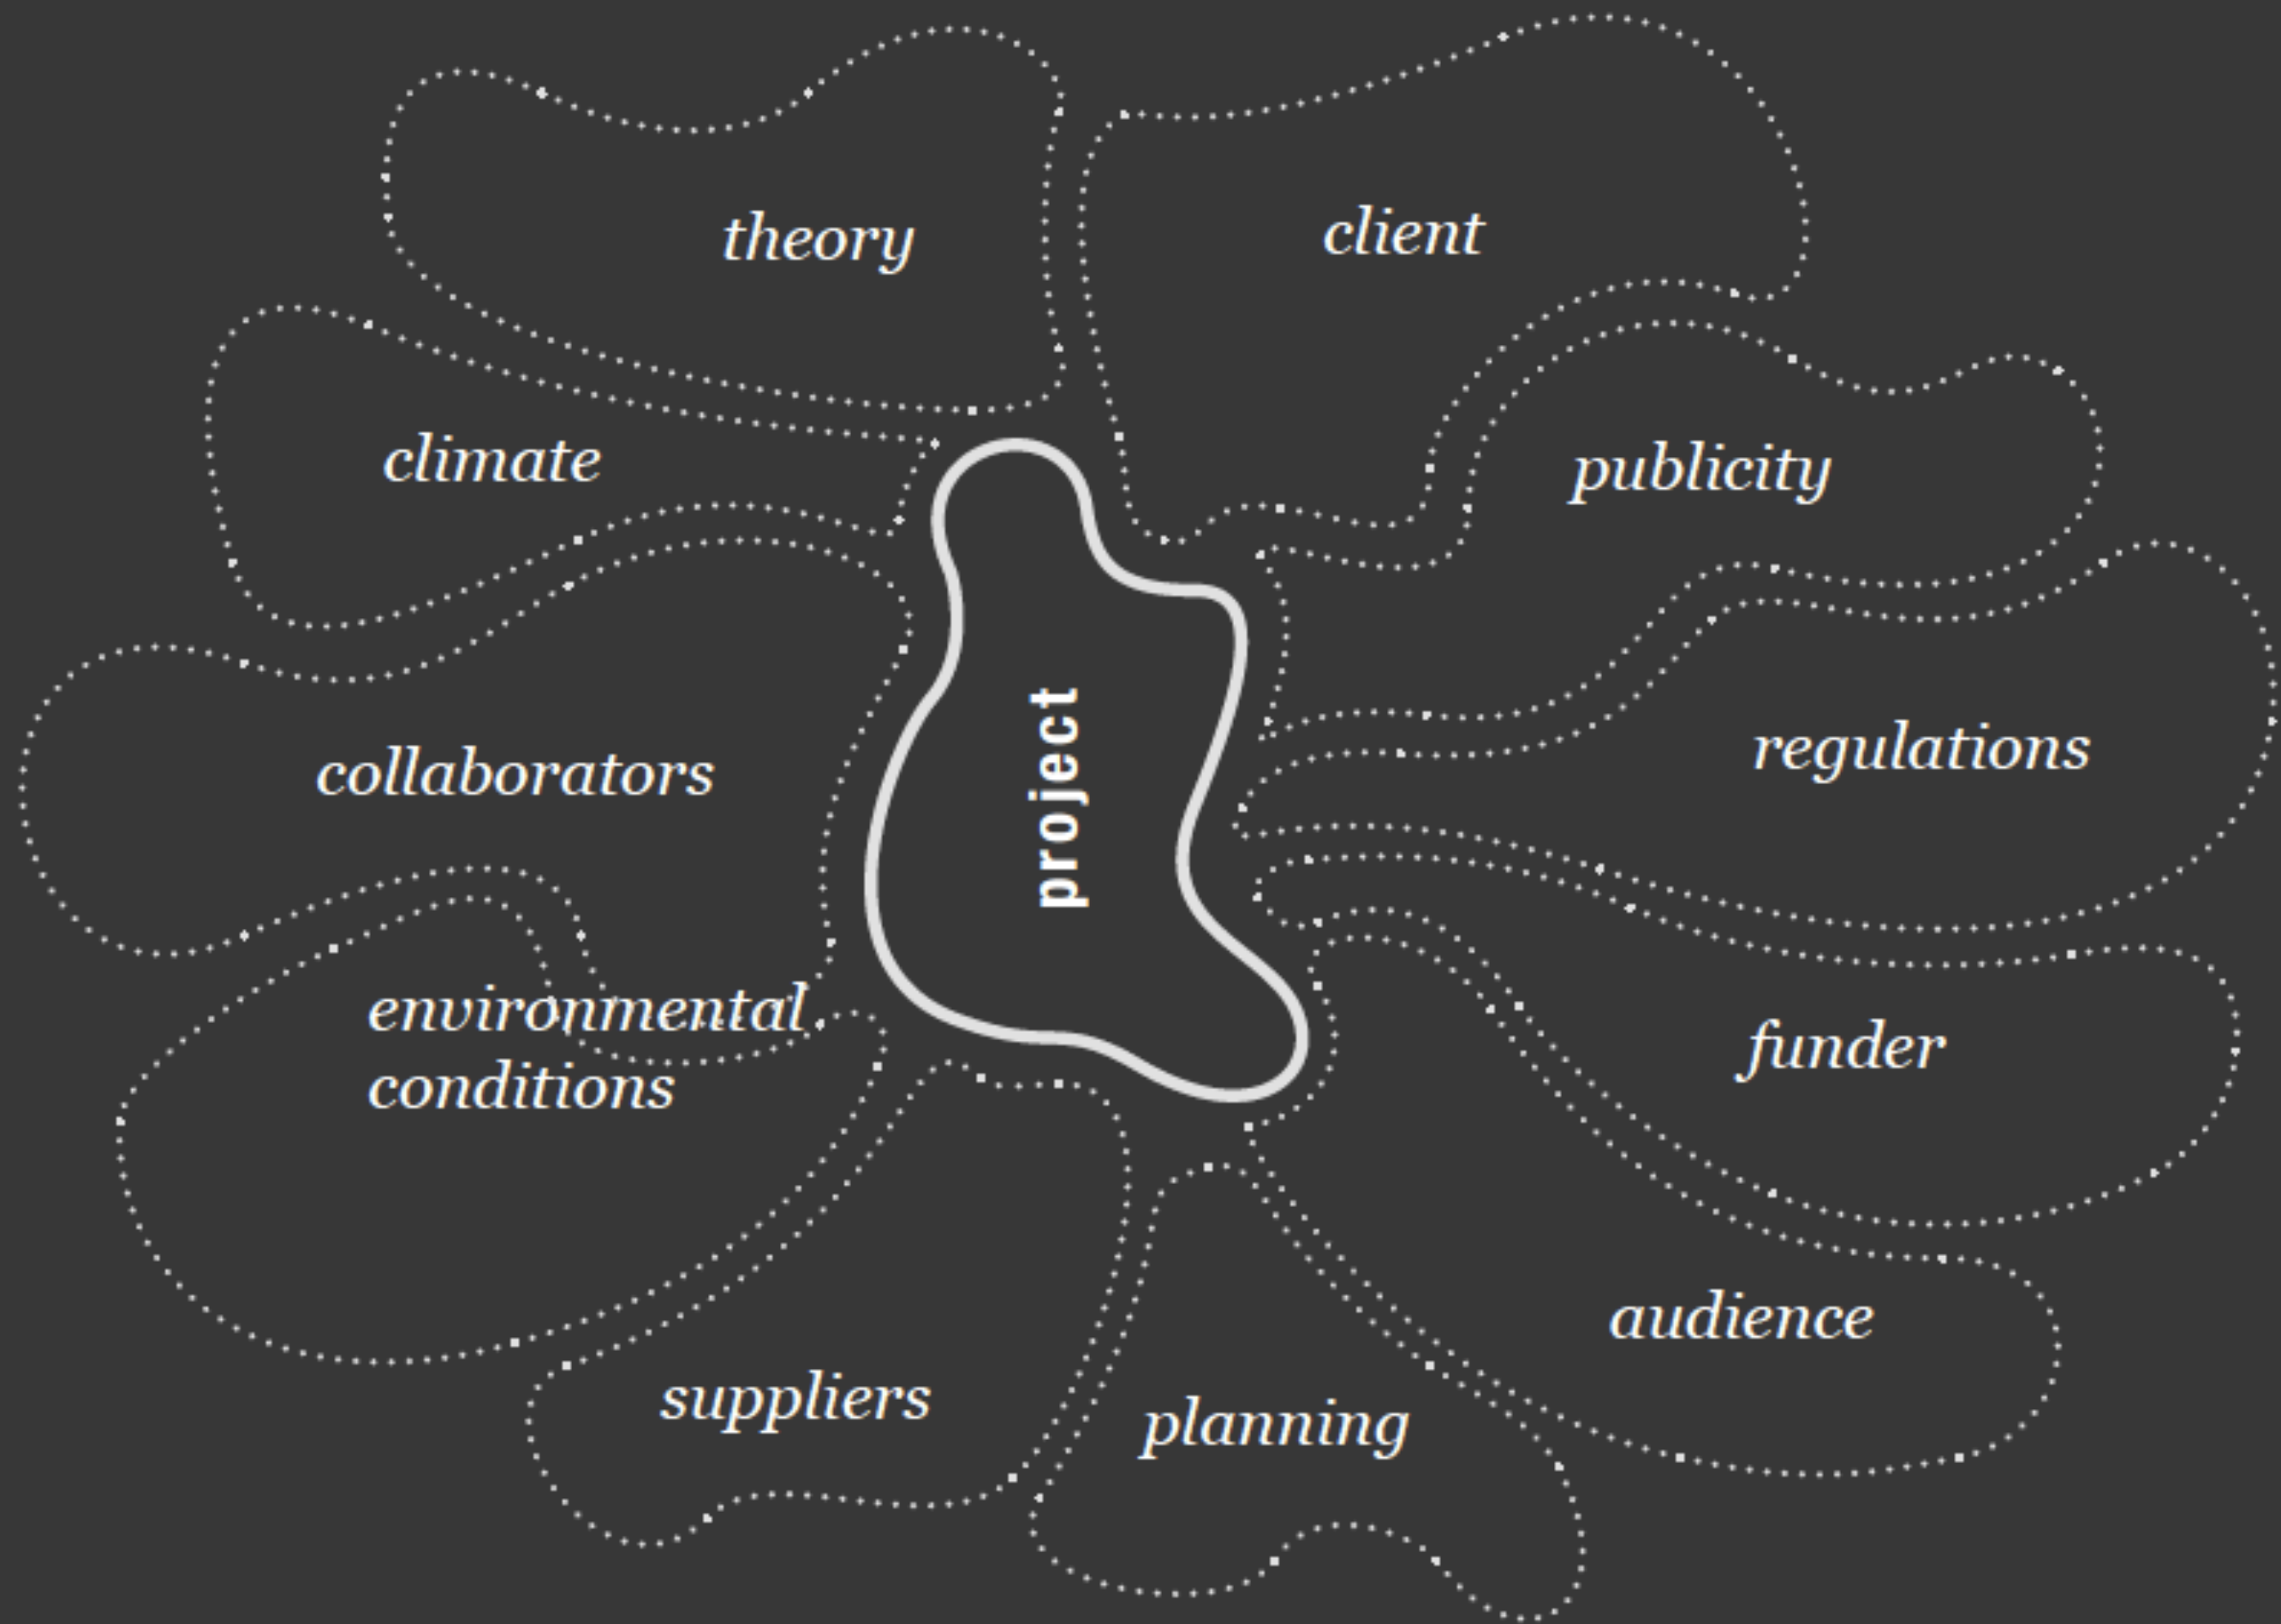 theory
client
climate
publicity
project
collaborators
regulations
environmental
conditions
funder
suppliers
planning
audience